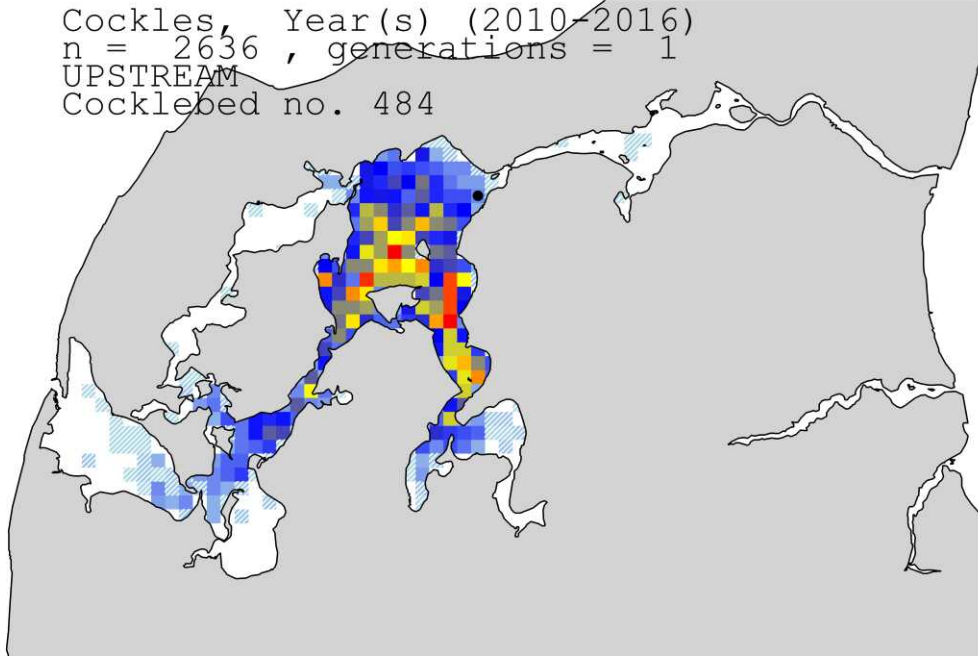 Cockles, Year(s) (2010-2016)
n = 2636 , generations = 1
UPSTREAM
Cocklebed no. 484